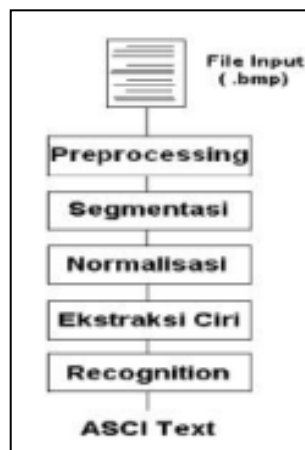 File Input
( .bmp)
Preprocessing
Segmentasi
Normalisasi
Ekstraksi Ciri
Recognition
ASCI Text